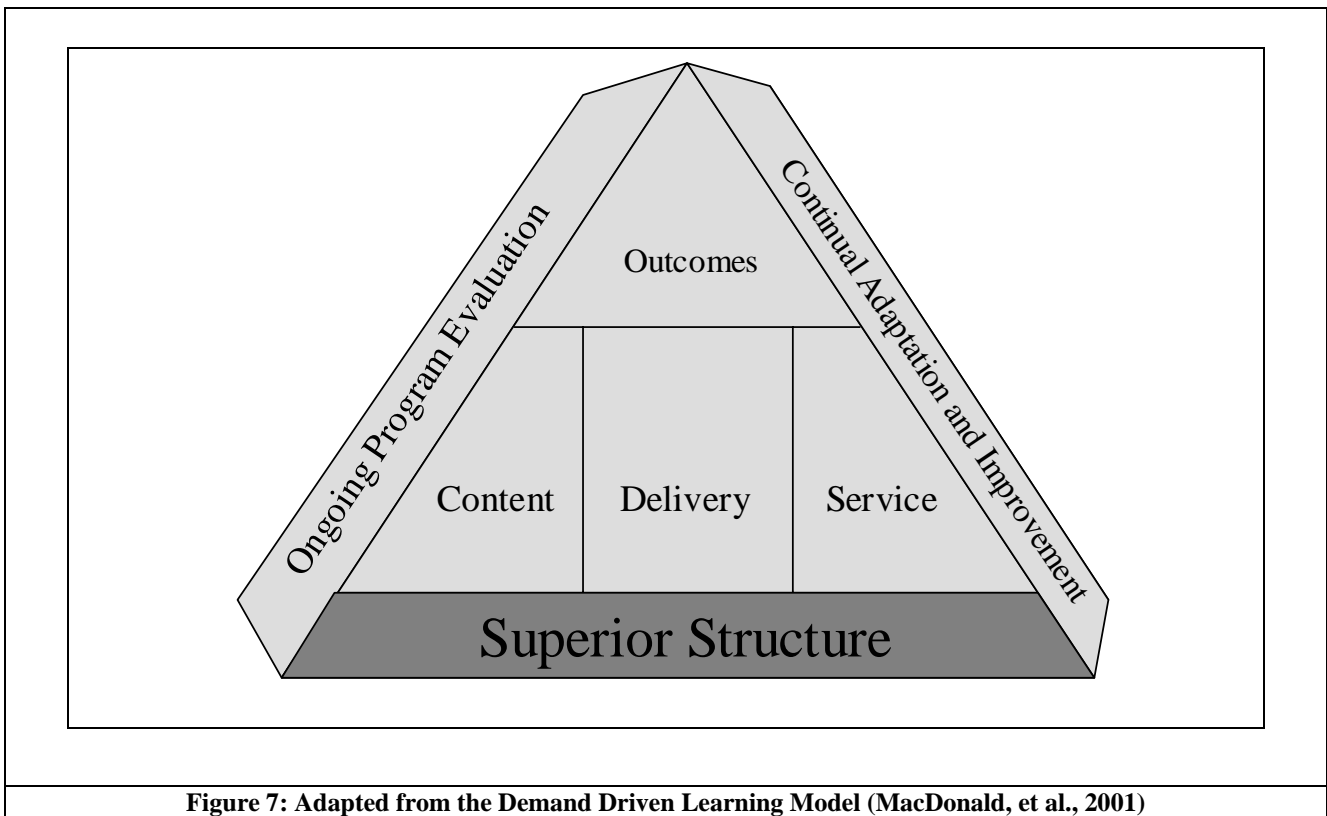 Ongoing Program Evaluation
Continual Adaptation and Improvement
Outcomes
Content
Delivery
Service
Superior Structure
Figure 7: Adapted from the Demand Driven Learning Model (MacDonald, et al., 2001)